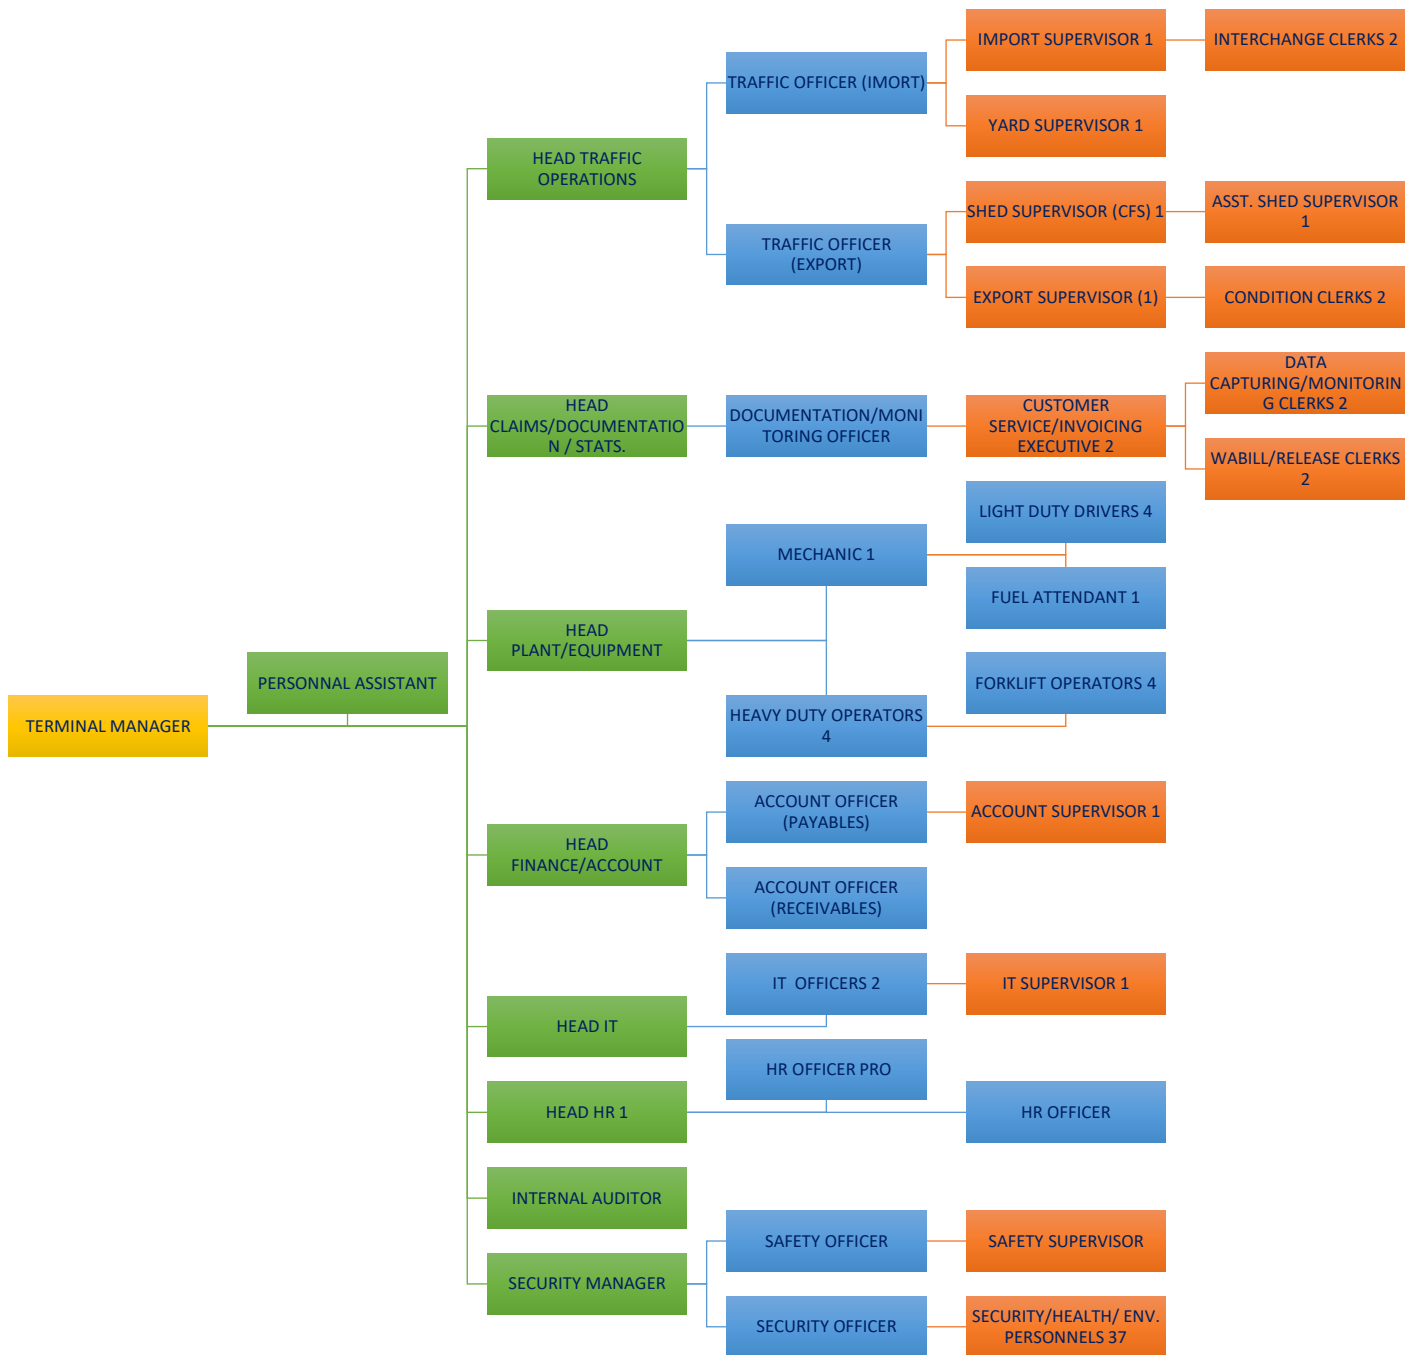 TERMINAL MANAGER
PERSONNAL ASSISTANT
HEAD TRAFFIC
OPERATIONS
TRAFFIC OFFICER (IMORT)
IMPORT SUPERVISOR 1
INTERCHANGE CLERKS 2
YARD SUPERVISOR 1
TRAFFIC OFFICER
(EXPORT)
SHED SUPERVISOR (CFS) 1
ASST. SHED SUPERVISOR
1
EXPORT SUPERVISOR (1)
CONDITION CLERKS 2
HEAD
CLAIMS/DOCUMENTATIO
N / STATS.
DOCUMENTATION/MONI
TORING OFFICER
CUSTOMER
SERVICE/INVOICING
EXECUTIVE 2
DATA
CAPTURING/MONITORIN
G CLERKS 2
WABILL/RELEASE CLERKS
2
HEAD
PLANT/EQUIPMENT
MECHANIC 1
LIGHT DUTY DRIVERS 4
FUEL ATTENDANT 1
HEAVY DUTY OPERATORS
4
FORKLIFT OPERATORS 4
HEAD
FINANCE/ACCOUNT
ACCOUNT OFFICER
(PAYABLES)
ACCOUNT SUPERVISOR 1
ACCOUNT OFFICER
(RECEIVABLES)
HEAD IT
IT OFFICERS 2
IT SUPERVISOR 1
HEAD HR 1
HR OFFICER PRO
HR OFFICER
INTERNAL AUDITOR
SECURITY MANAGER
SAFETY OFFICER
SAFETY SUPERVISOR
SECURITY OFFICER
SECURITY/HEALTH/ ENV.
PERSONNELS 37